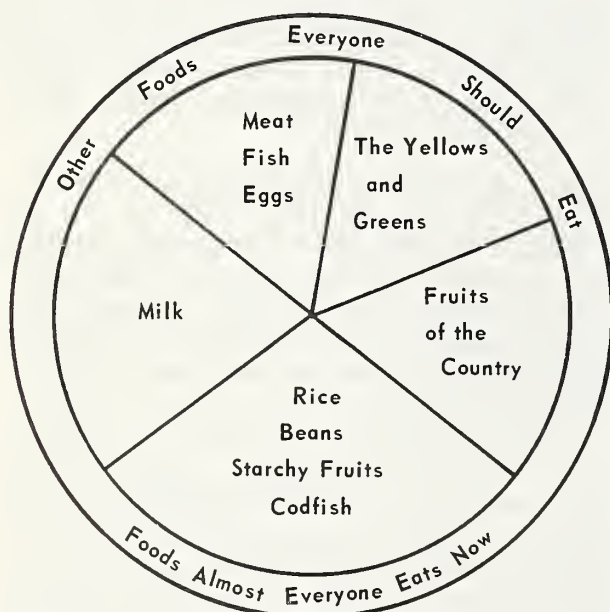 Other Foods Everyone Should Eat
Meat
Fish
Eggs
The Yellows
and
Greens
Milk
Fruits
of the
Country
Rice
Beans
Starchy Fruits
Codfish
Foods Almost Everyone Eats Now